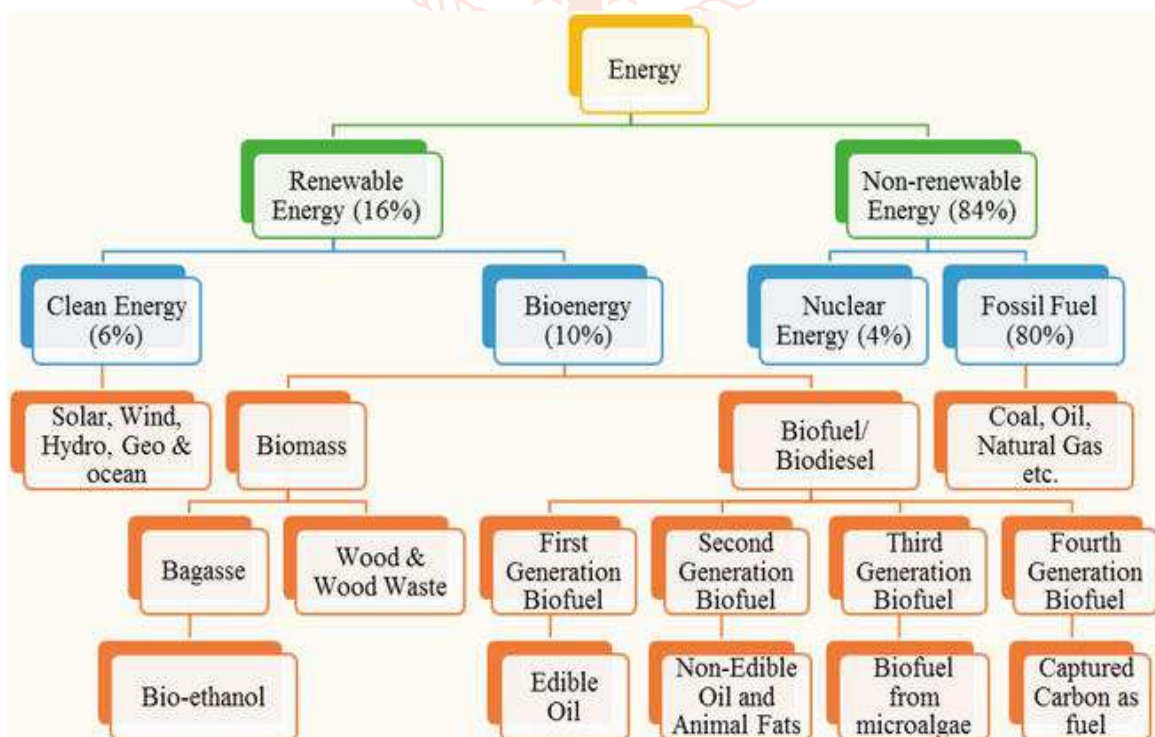 Energy
Renewable
Energy (16%)
Non-renewable
Energy (84%)
Clean Energy
(6%)
Bioenergy
(10%)
Nuclear
Energy (4%)
Fossil Fuel
(80%)
Solar, Wind,
Hydro, Geo &
ocean
Biomass
Biofuel/
Biodiesel
Coal, Oil,
Natural Gas
etc.
Bagasse
Wood &
Wood Waste
First
Generation
Biofuel
Second
Generation
Biofuel
Third
Generation
Biofuel
Fourth
Generation
Biofuel
Bio-ethanol
Edible
Oil
Non-Edible
Oil and
Animal Fats
Biofuel
from
microalgae
Captured
Carbon as
fuel